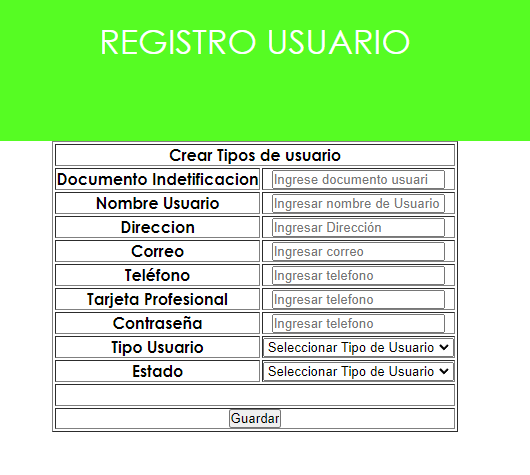 REGISTRO USUARIO
Crear Tipos de usuario
Documento Indetificacion Ingrese documento usuari
Nombre Usuario Ingresar nombre de Usuario
Direccion Ingresar Dirección
Correo Ingresar correo
Teléfono Ingresar telefono
Tarjeta Profesional Ingresar telefono
Contraseña Ingresar telefono
Tipo Usuario Seleccionar Tipo de Usuario
Estado Seleccionar Tipo de Usuario
Guardar